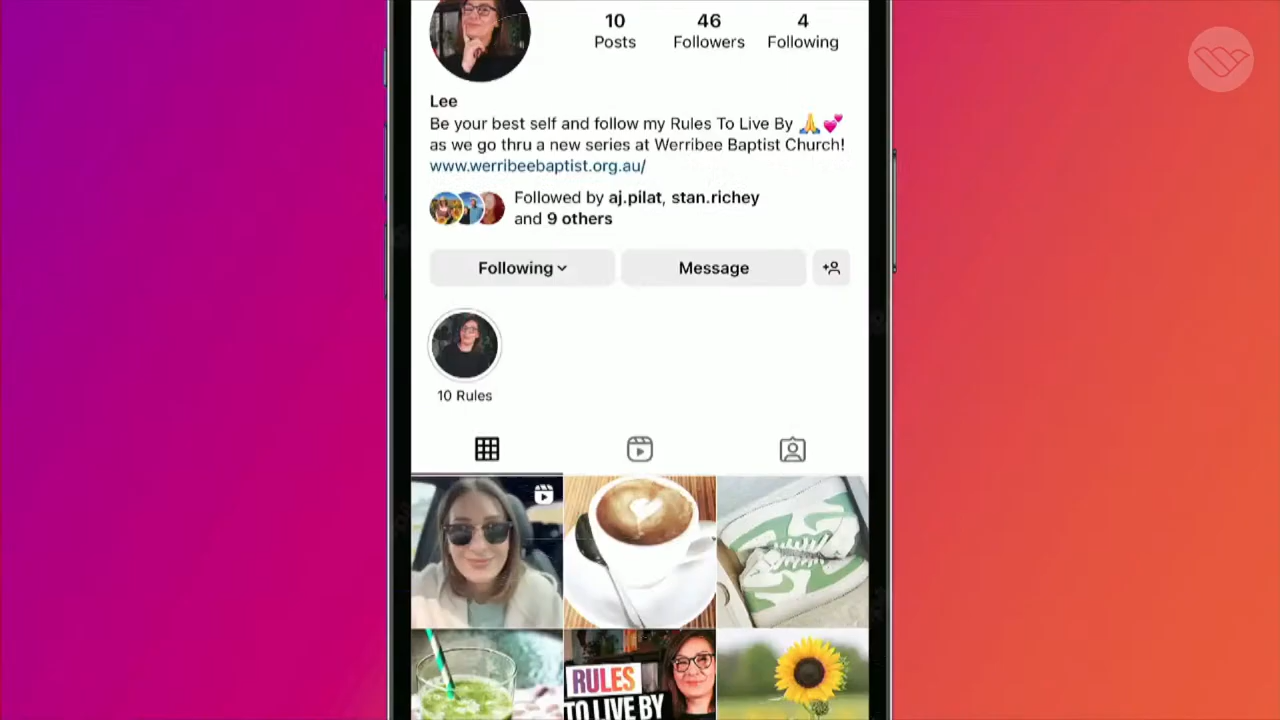 10 46 4
Posts Followers Following
Lee
Be your best self and follow my Rules To Live By 🙏💕
as we go thru a new series at Werribee Baptist Church!
www.werribeebaptist.org.au/
Followed by aj.pilat, stan.richey
and 9 others
Following Message
10 Rules
RULES
TO LIVE BY